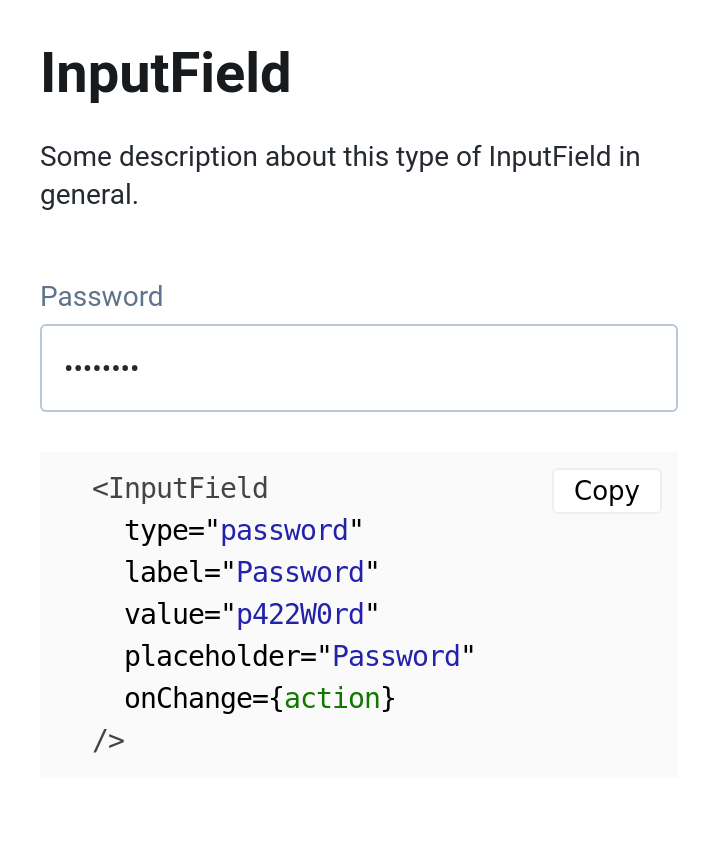 InputField
Some description about this type of InputField in
general.
Password
••••••••
<InputField
Copy
type="password"
label="Password"
value="p422W0rd"
placeholder="Password"
onChange={action}
/>